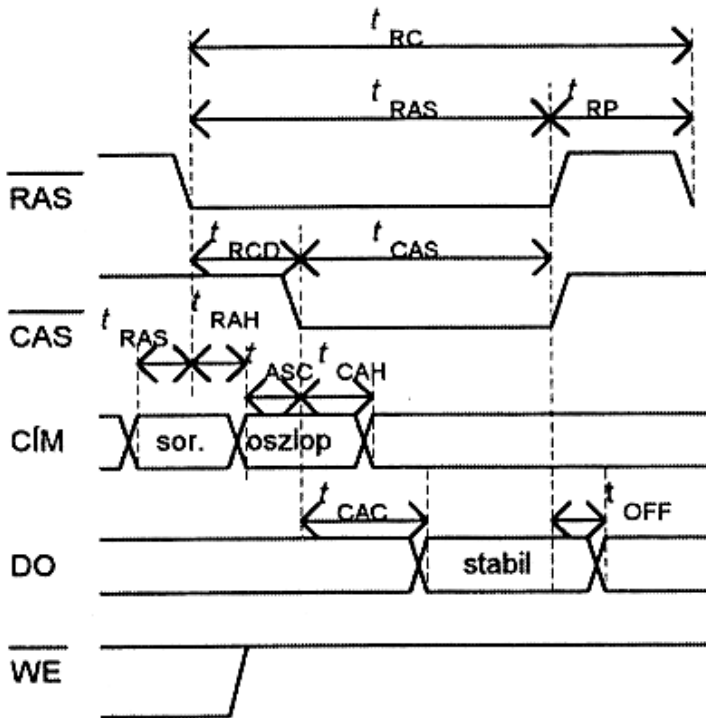 t RC
t RAS t RP
RAS
t RCD t CAS
CAS
t RAS t RAH
t ASC t CAH
CÍM sor. oszlop
t CAC t OFF
DO stabil
WE